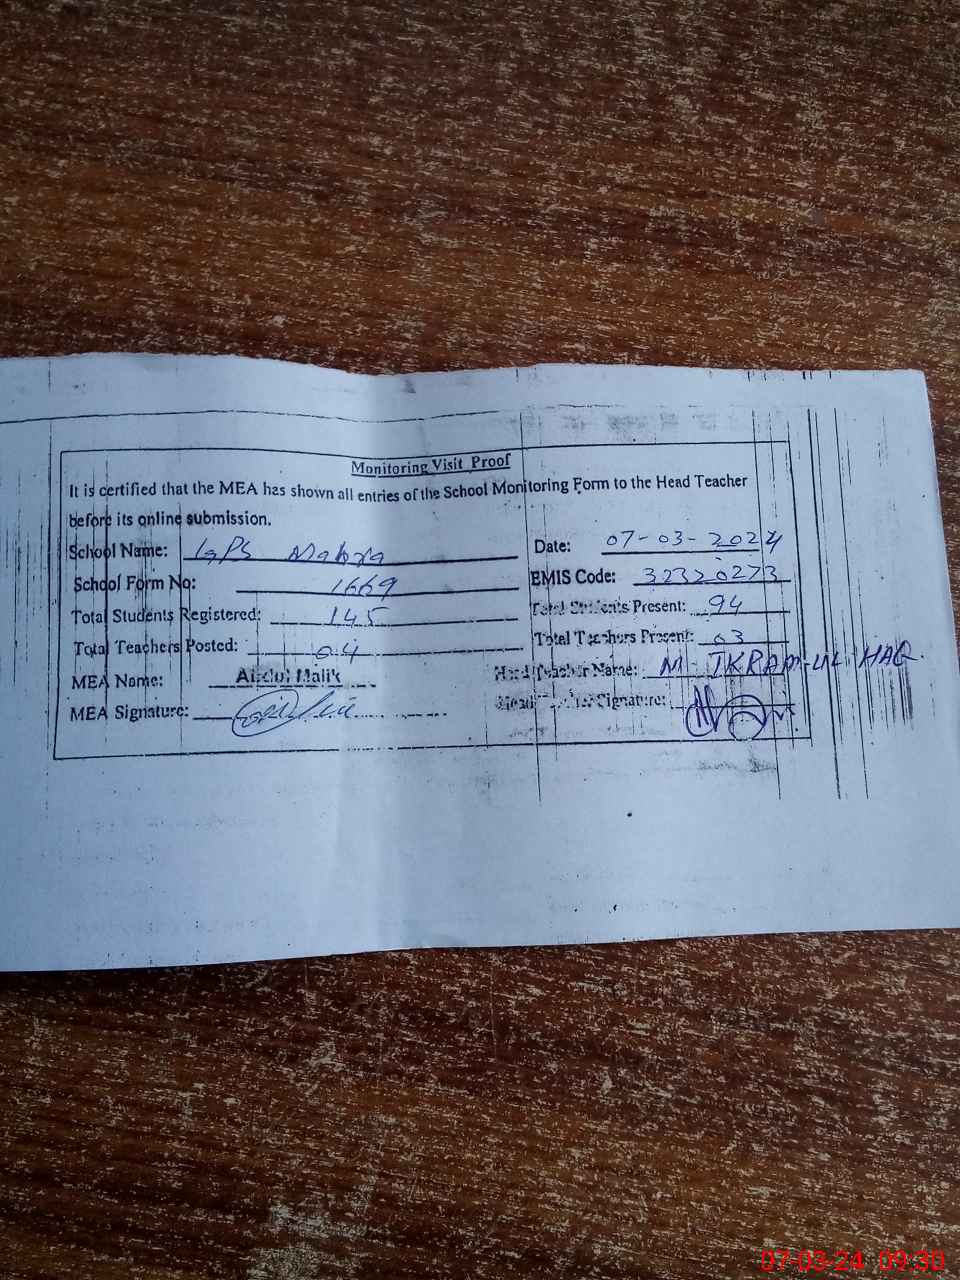 Monitoring Visit Proof
It is certified that the MEA has shown all entries of the School Monitoring Form to the Head Teacher
before its online submission.
School Name: GPS Date: 07-03-2024
School Form No: 1669 EMIS Code: 32320273
Total Students Registered: 145 Total Students Present: 94
Total Teachers Posted: 04 Total Teachers Present: 03
MEA Name: Abdul Malik Head Teacher Name: M. IKRAM-UL HAQ
MEA Signature: Head Teacher Signature:
07-03-24 09:30